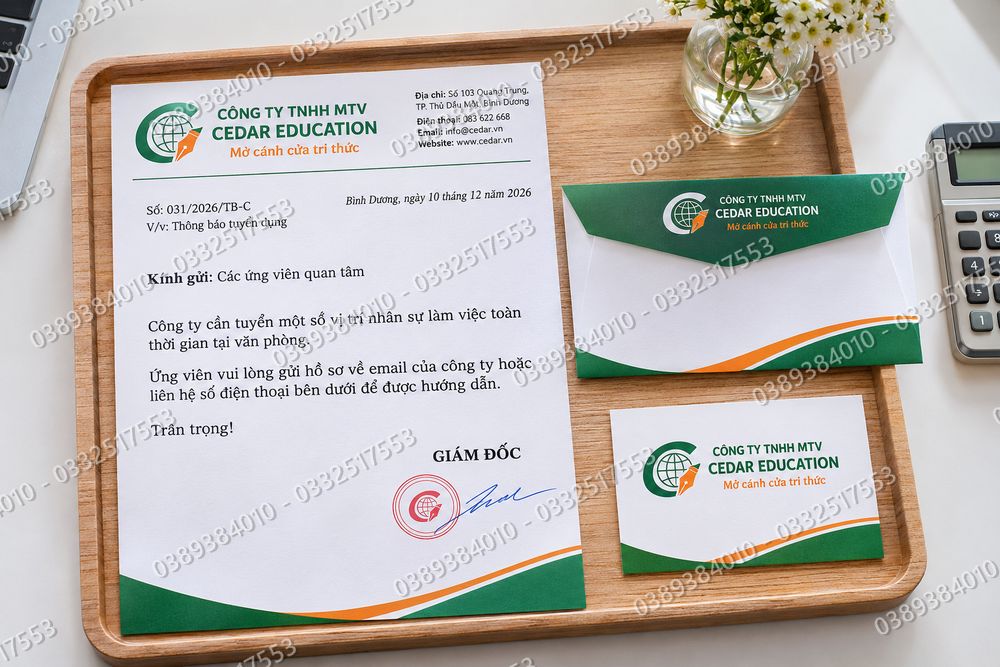 CÔNG TY TNHH MTV
CEDAR EDUCATION
Mở cánh cửa tri thức
Địa chỉ: Số 103 Quang Trung,
TP. Thủ Dầu Một, Bình Dương
Điện thoại: 083 622 668
Email: info@cedar.vn
Website: www.cedar.vn
Số: 031/2026/TB-C
V/v: Thông báo tuyển dụng
Bình Dương, ngày 10 tháng 12 năm 2026
Kính gửi: Các ứng viên quan tâm
Công ty cần tuyển một số vị trí nhân sự làm việc toàn
thời gian tại văn phòng.
Ứng viên vui lòng gửi hồ sơ về email của công ty hoặc
liên hệ số điện thoại bên dưới để được hướng dẫn.
Trân trọng!
GIÁM ĐỐC
CÔNG TY TNHH MTV
CEDAR EDUCATION
Mở cánh cửa tri thức
CÔNG TY TNHH MTV
CEDAR EDUCATION
Mở cánh cửa tri thức
0389384010 - 0332517553